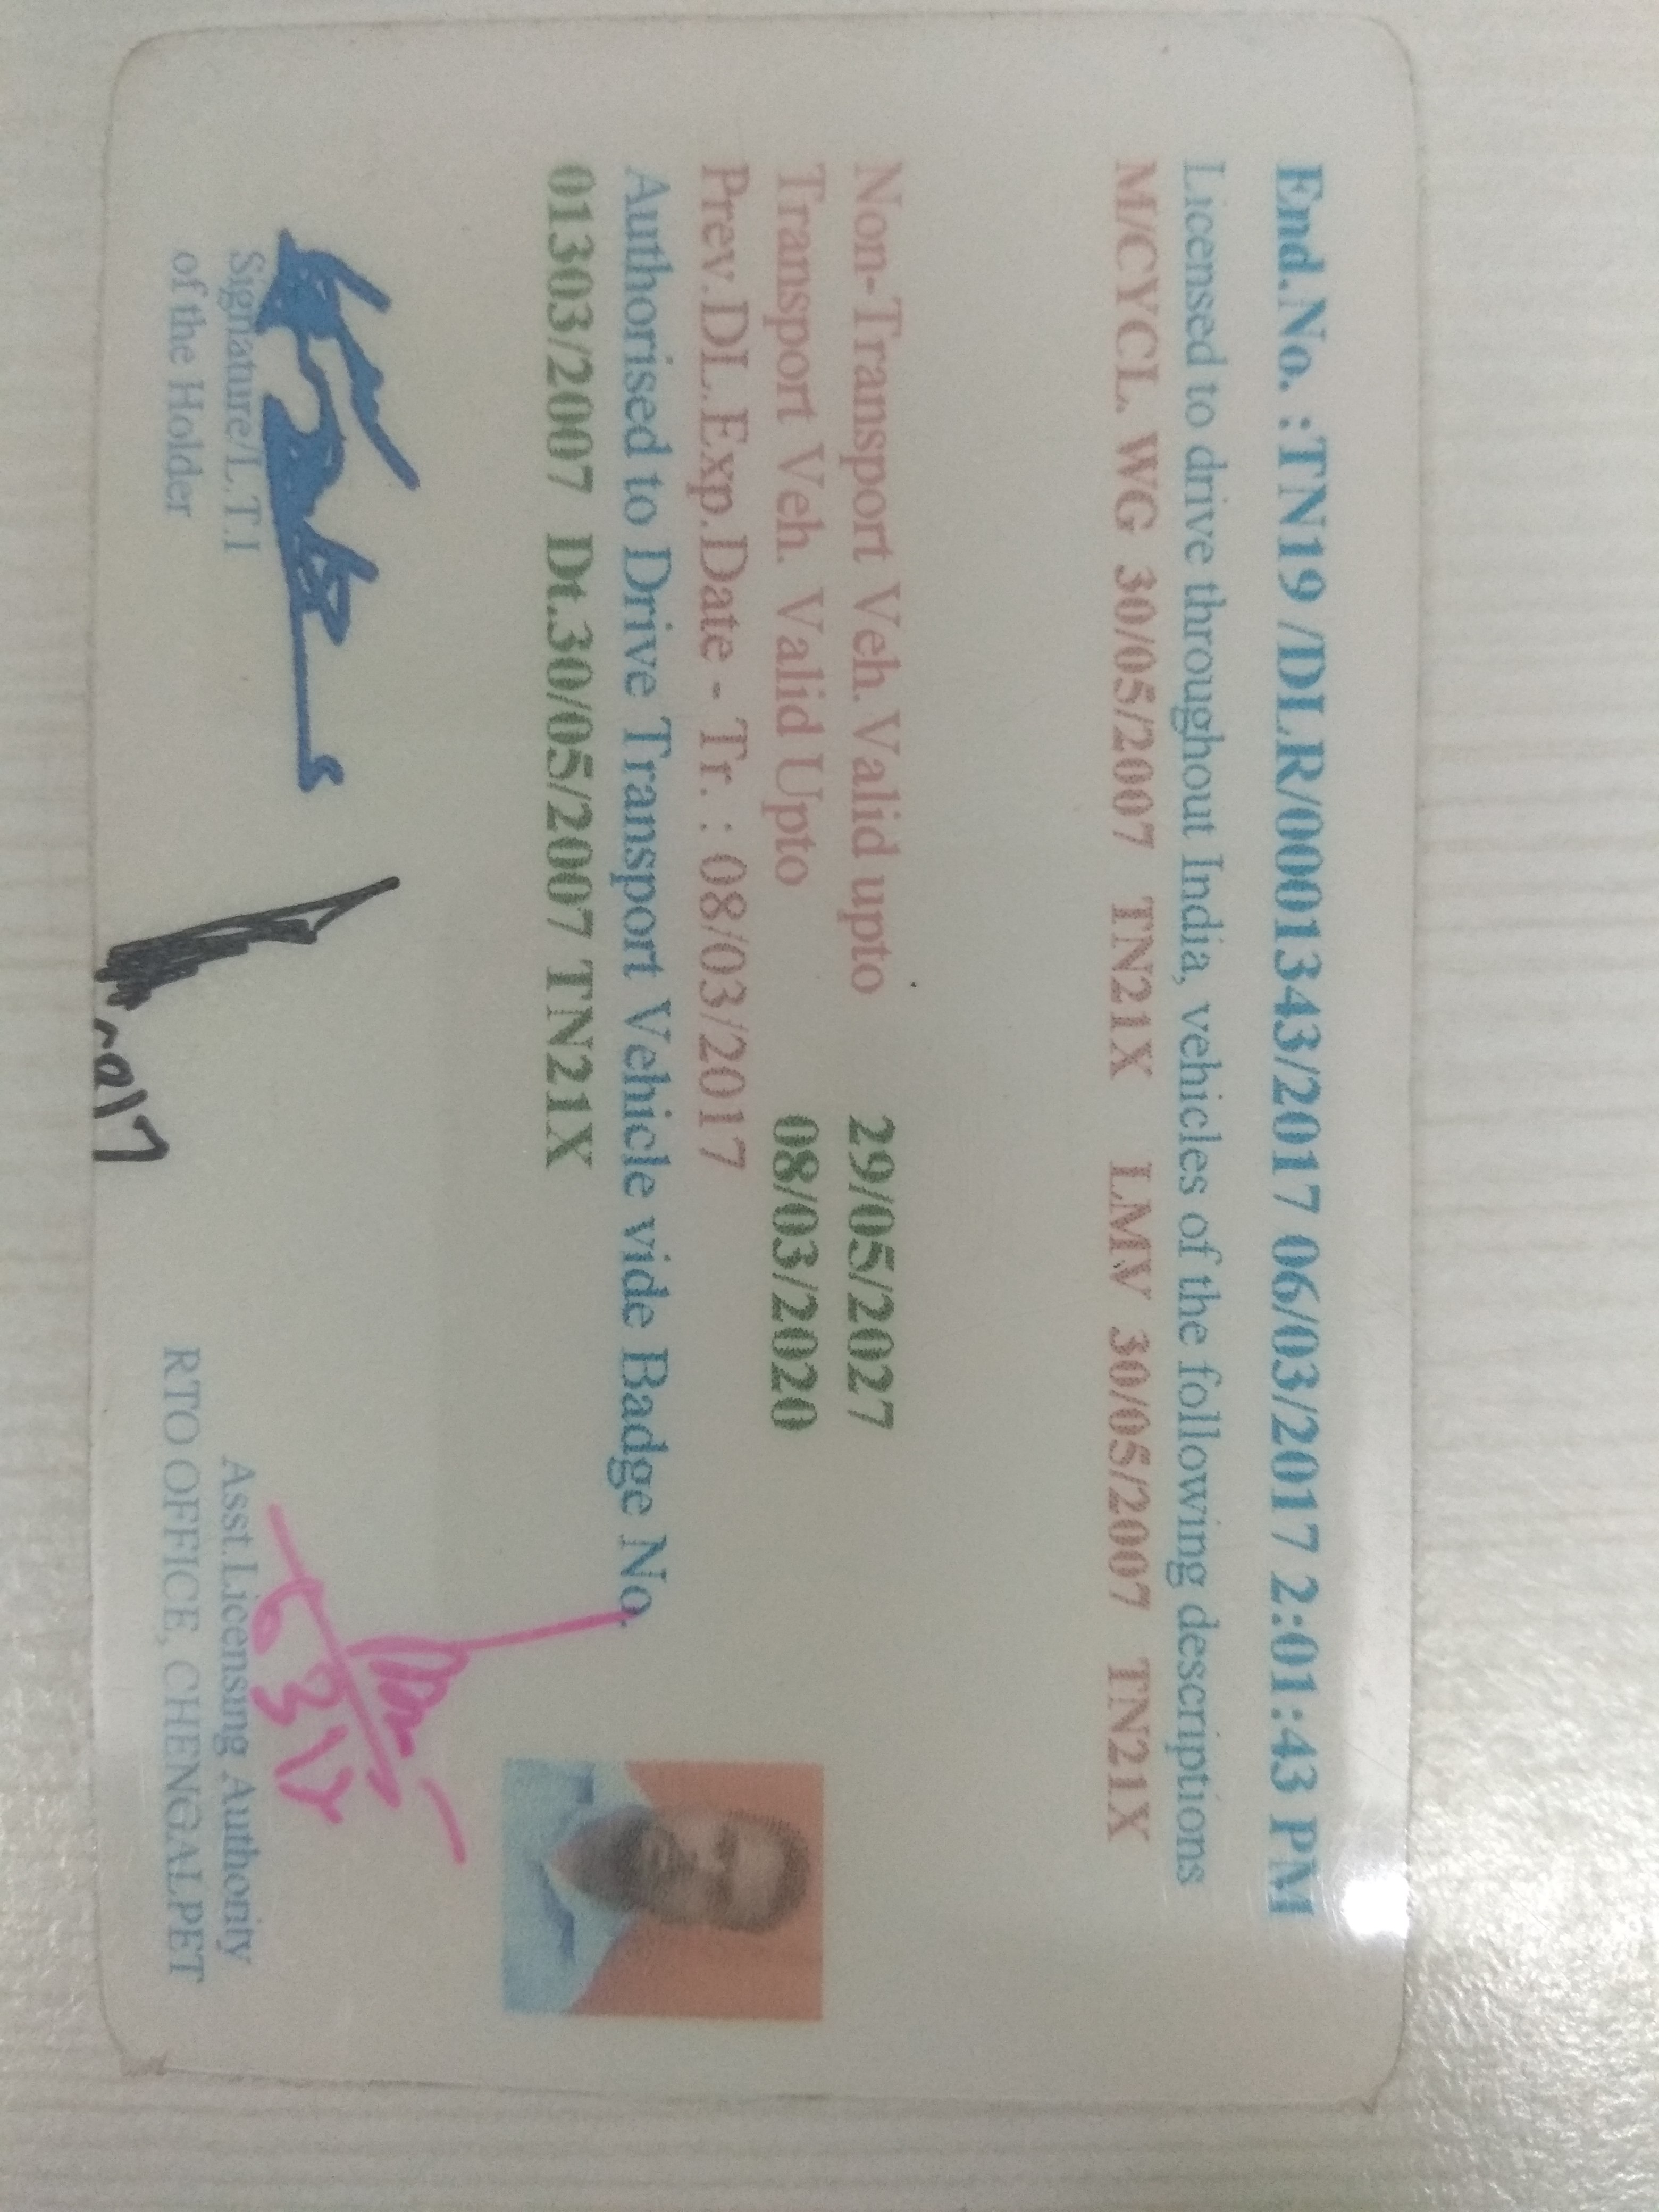 End.No. :TN19 /DLR/0001343/2017 06/03/2017 2:01:43 PM
Licensed to drive throughout India, vehicles of the following descriptions
M/CYCL. WG 30/05/2007 TN21X LMV 30/05/2007 TN21X
Non-Transport Veh.Valid upto 29/05/2027
Transport Veh. Valid Upto 08/03/2020
Prev.DL.Exp.Date - Tr. : 08/03/2017
Authorised to Drive Transport Vehicle vide Badge No.
01303/2007 Dt.30/05/2007 TN21X
Signature/L.T.I
of the Holder
Asst.Licensing Authority
RTO OFFICE, CHENGALPET